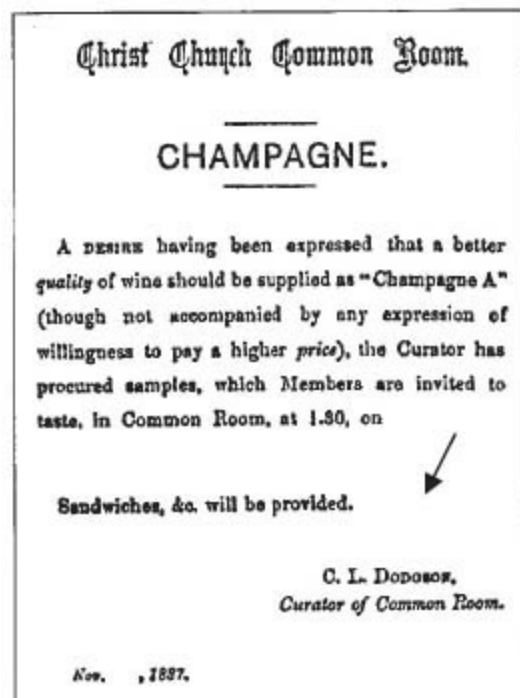 Christ Church Common Room.
CHAMPAGNE.
A DESIRE having been expressed that a better
quality of wine should be supplied as "Champagne A"
(though not accompanied by any expression of
willingness to pay a higher price), the Curator has
procured samples, which Members are invited to
taste, in Common Room, at 1.30, on
Sandwiches, &c. will be provided.
C. L. DODGSON,
Curator of Common Room.
Nov. , 1887.